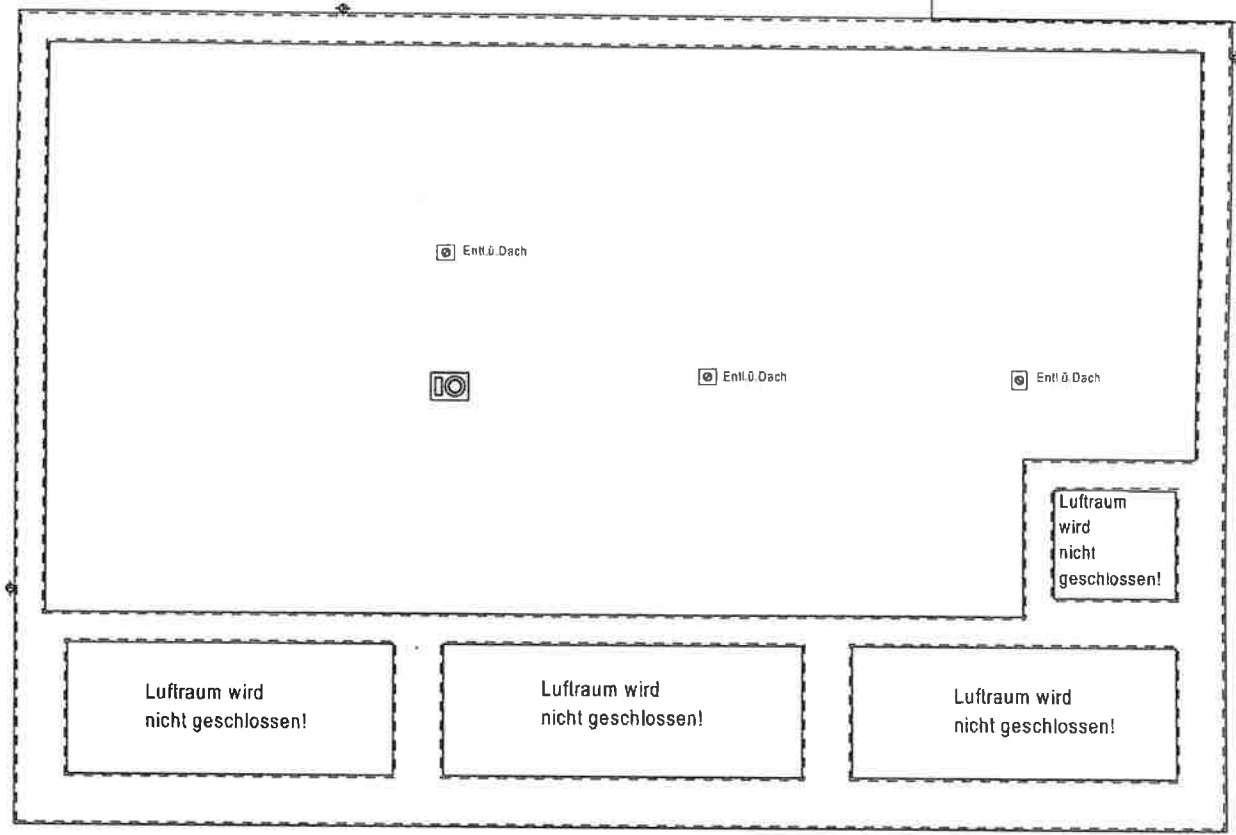 Entl.ü.Dach
Entl.ü.Dach
Entl.ü.Dach
Luftraum
wird
nicht
geschlossen!
Luftraum wird
nicht geschlossen!
Luftraum wird
nicht geschlossen!
Luftraum wird
nicht geschlossen!